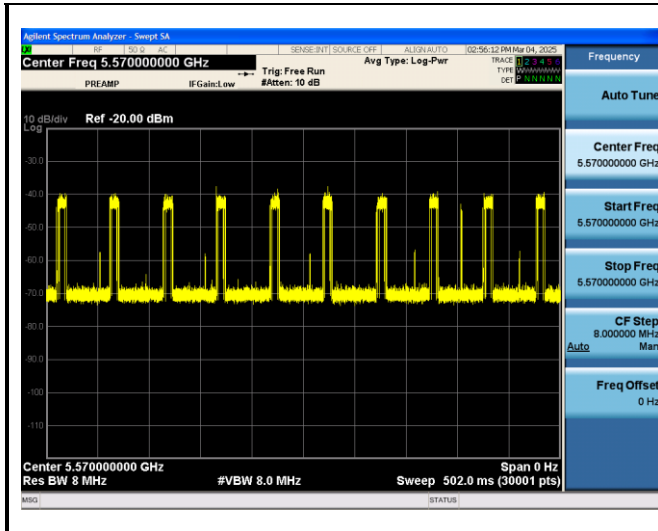 Agilent Spectrum Analyzer - Swept SA
RF 50 Ω AC SENSE:INT SOURCE OFF ALIGN AUTO 02:56:12 PM Mar 04, 2025
Center Freq 5.570000000 GHz Avg Type: Log-Pwr TRACE 1 2 3 4 5 6
Trig: Free Run TYPE
PREAMP IFGain:Low #Atten: 10 dB DET P N N N N N
10 dB/div Ref -20.00 dBm
Log
-30.0
-40.0
-50.0
-60.0
-70.0
-80.0
-90.0
-100
-110
Center 5.570000000 GHz Span 0 Hz
Res BW 8 MHz #VBW 8.0 MHz Sweep 502.0 ms (30001 pts)
MSG STATUS
Frequency
Auto Tune
Center Freq
5.570000000 GHz
Start Freq
5.570000000 GHz
Stop Freq
5.570000000 GHz
CF Step
8.000000 MHz
Auto Man
Freq Offset
0 Hz